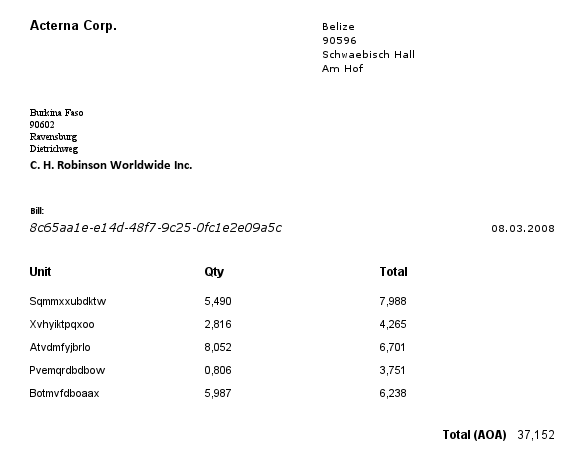 Acterna Corp.
Belize
90596
Schwaebisch Hall
Am Hof
Burkina Faso
90602
Ravensburg
Dietrichweg
C. H. Robinson Worldwide Inc.
Bill:
8c65aa1e-e14d-48f7-9c25-0fc1e2e09a5c 08.03.2008
Unit Qty Total
Sqmmxxubdktw 5,490 7,988
Xvhyiktpqxoo 2,816 4,265
Atvdmfyjbrlo 8,052 6,701
Pvemqrdbdbow 0,806 3,751
Botmvfdboaax 5,987 6,238
Total (AOA) 37,152